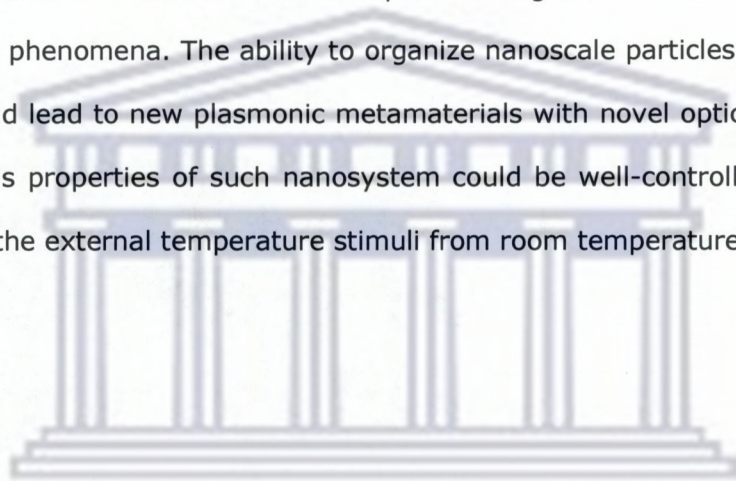 phenomena. The ability to organize nanoscale particles
d lead to new plasmonic metamaterials with novel optic
s properties of such nanosystem could be well-controll
the external temperature stimuli from room temperature